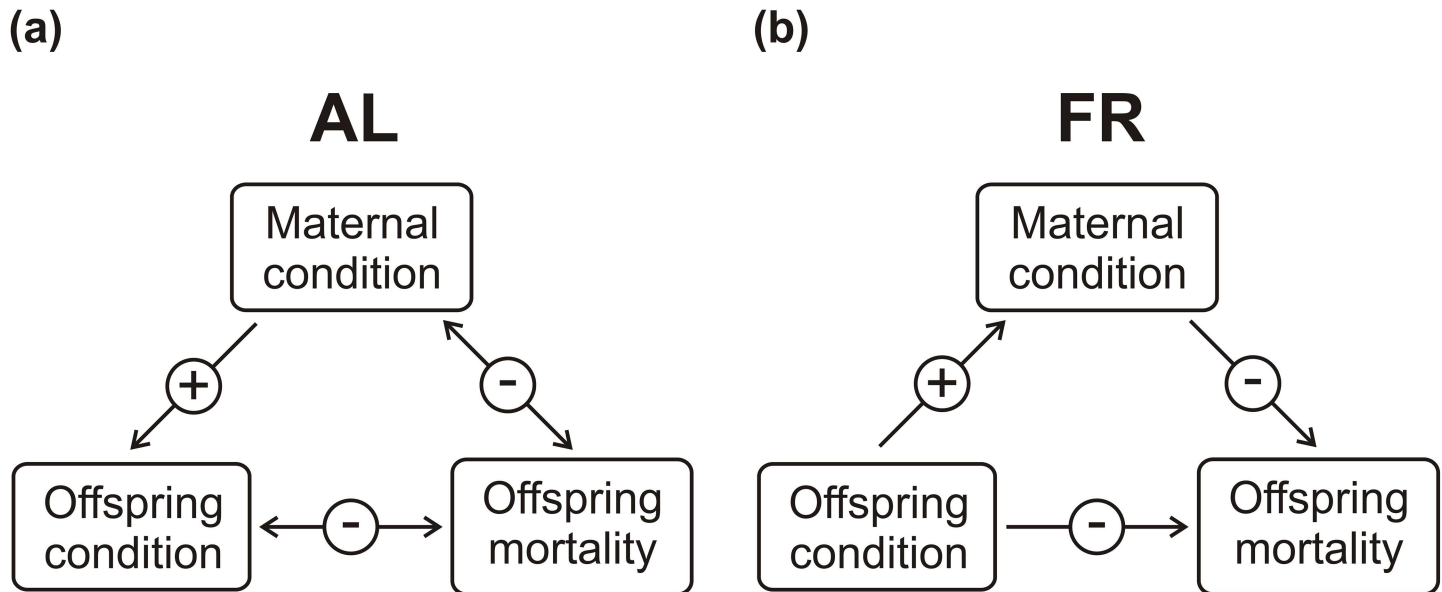 (a)
AL
Maternal
condition
+
-
Offspring
condition
-
Offspring
mortality
(b)
FR
Maternal
condition
+
-
Offspring
condition
-
Offspring
mortality